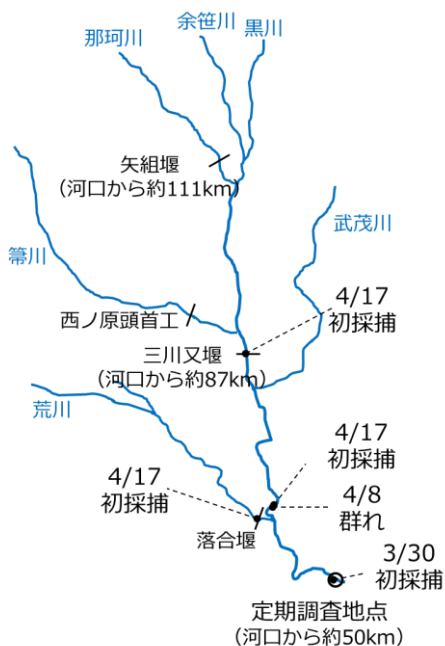 余笹川
黒川
那珂川
矢組堰
(河口から約111km)
武茂川
箒川
4/17
初採捕
西ノ原頭首工
三川又堰
(河口から約87km)
荒川
4/17
初採捕
4/17
初採捕
4/8
群れ
落合堰
3/30
初採捕
定期調査地点
(河口から約50km)